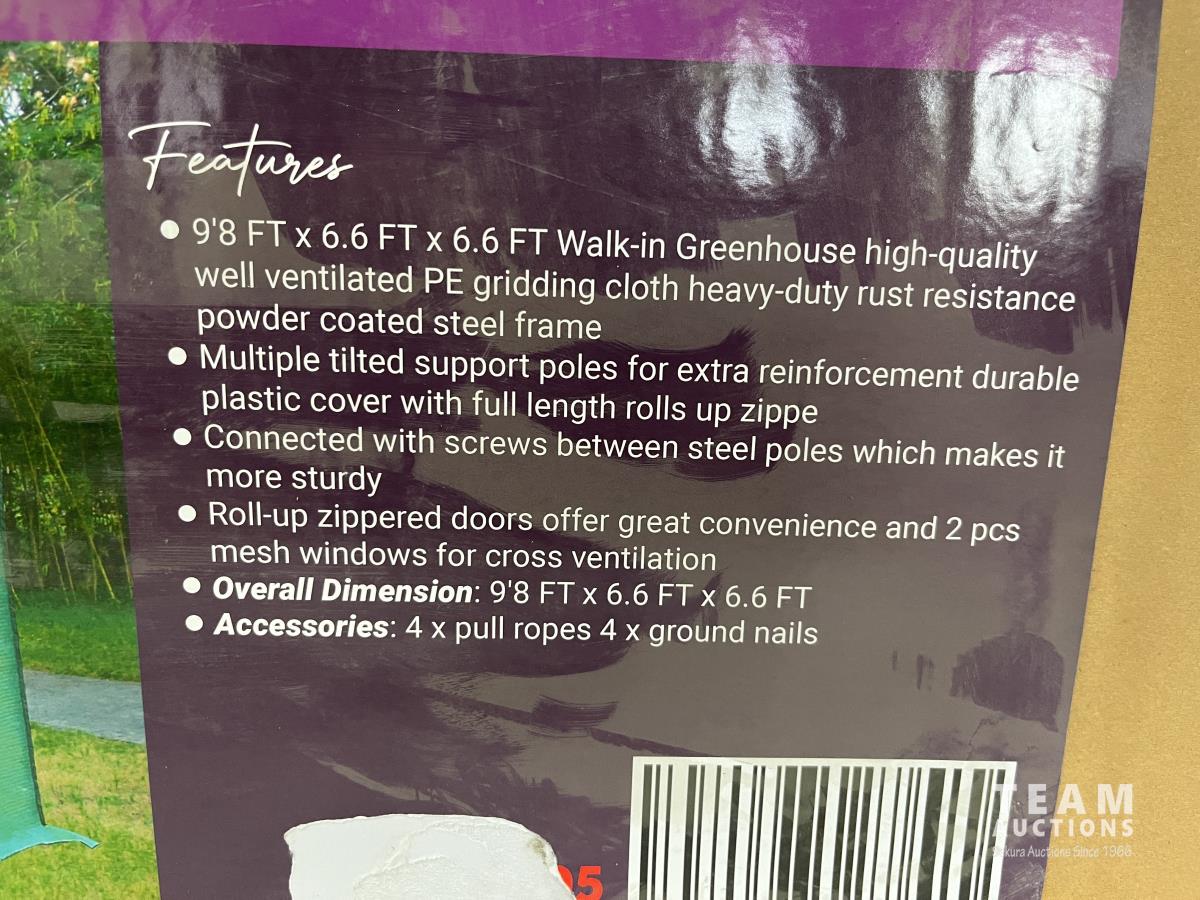 Features
● 9'8 FT x 6.6 FT x 6.6 FT Walk-in Greenhouse high-quality
well ventilated PE gridding cloth heavy-duty rust resistance
powder coated steel frame
● Multiple tilted support poles for extra reinforcement durable
plastic cover with full length rolls up zippe
● Connected with screws between steel poles which makes it
more sturdy
● Roll-up zippered doors offer great convenience and 2 pcs
mesh windows for cross ventilation
● Overall Dimension: 9'8 FT x 6.6 FT x 6.6 FT
● Accessories: 4 x pull ropes 4 x ground nails
TEAM
AUCTIONS
Auctions Since 1966